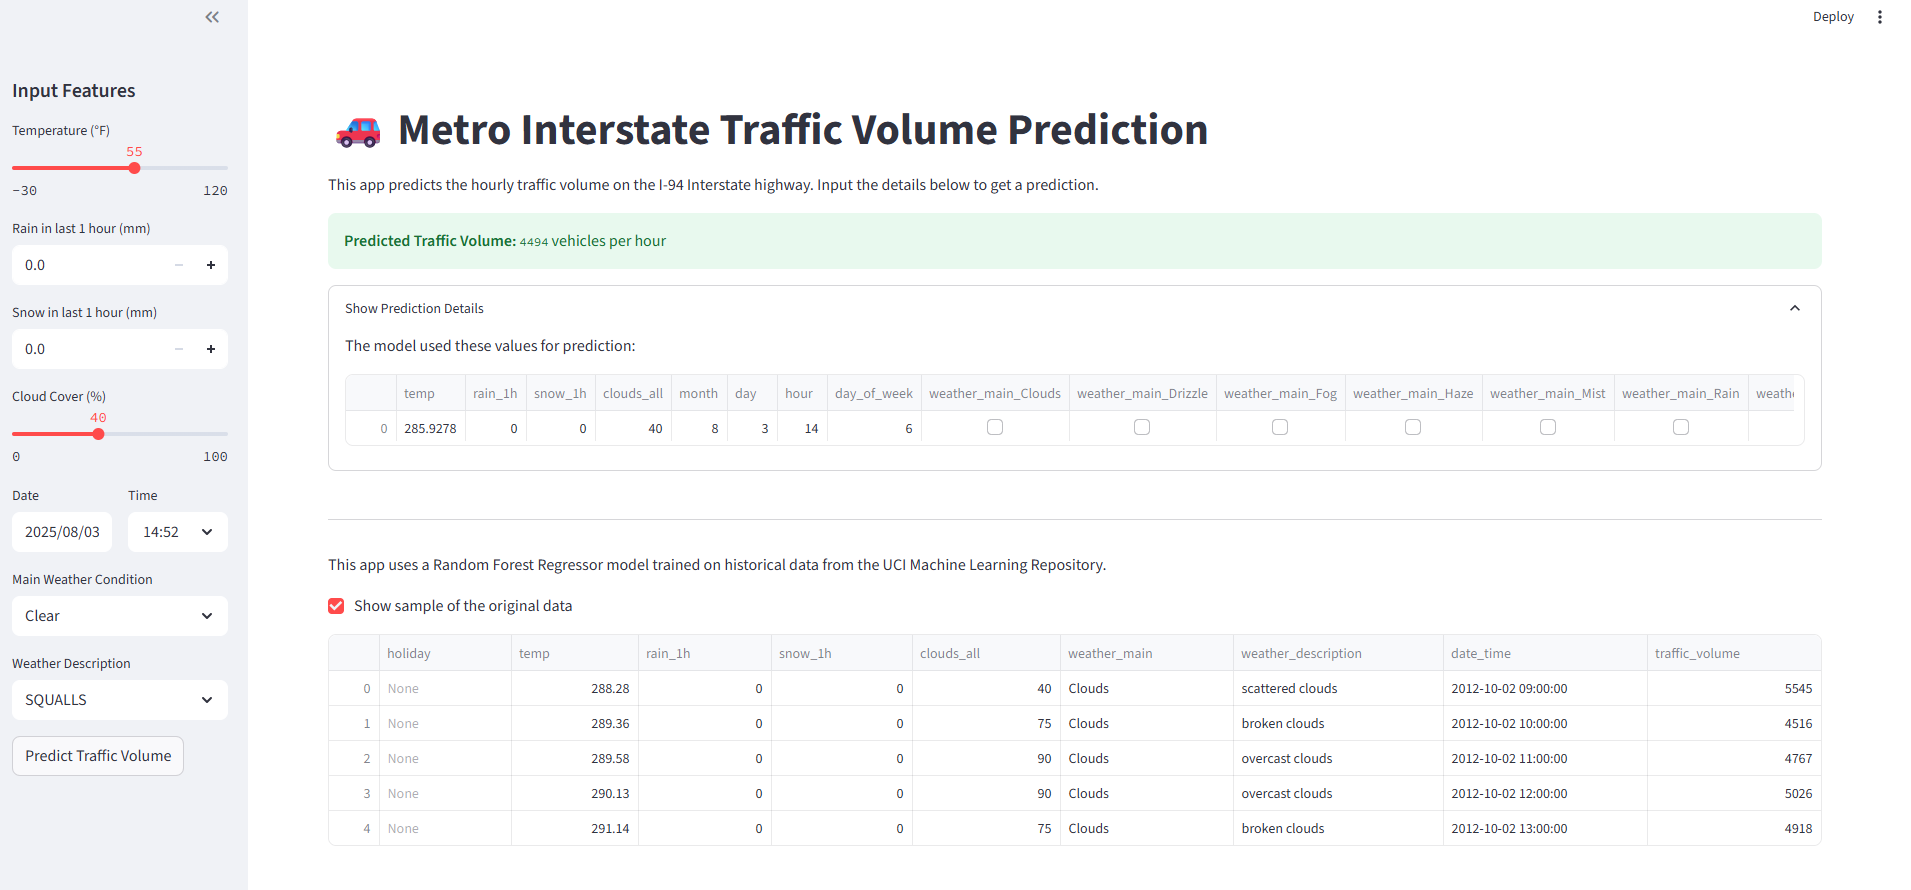 Deploy
Input Features
Temperature (°F)
55
-30 120
Rain in last 1 hour (mm)
0.0
Snow in last 1 hour (mm)
0.0
Cloud Cover (%)
40
0 100
Date Time
2025/08/03 14:52
Main Weather Condition
Clear
Weather Description
SQUALLS
Predict Traffic Volume
Metro Interstate Traffic Volume Prediction
This app predicts the hourly traffic volume on the I-94 Interstate highway. Input the details below to get a prediction.
Predicted Traffic Volume: 4494 vehicles per hour
Show Prediction Details
The model used these values for prediction:
temp rain_1h snow_1h clouds_all month day hour day_of_week weather_main_Clouds weather_main_Drizzle weather_main_Fog weather_main_Haze weather_main_Mist weather_main_Rain weath
0 285.9278 0 0 40 8 3 14 6
This app uses a Random Forest Regressor model trained on historical data from the UCI Machine Learning Repository.
Show sample of the original data
holiday temp rain_1h snow_1h clouds_all weather_main weather_description date_time traffic_volume
0 None 288.28 0 0 40 Clouds scattered clouds 2012-10-02 09:00:00 5545
1 None 289.36 0 0 75 Clouds broken clouds 2012-10-02 10:00:00 4516
2 None 289.58 0 0 90 Clouds overcast clouds 2012-10-02 11:00:00 4767
3 None 290.13 0 0 90 Clouds overcast clouds 2012-10-02 12:00:00 5026
4 None 291.14 0 0 75 Clouds broken clouds 2012-10-02 13:00:00 4918